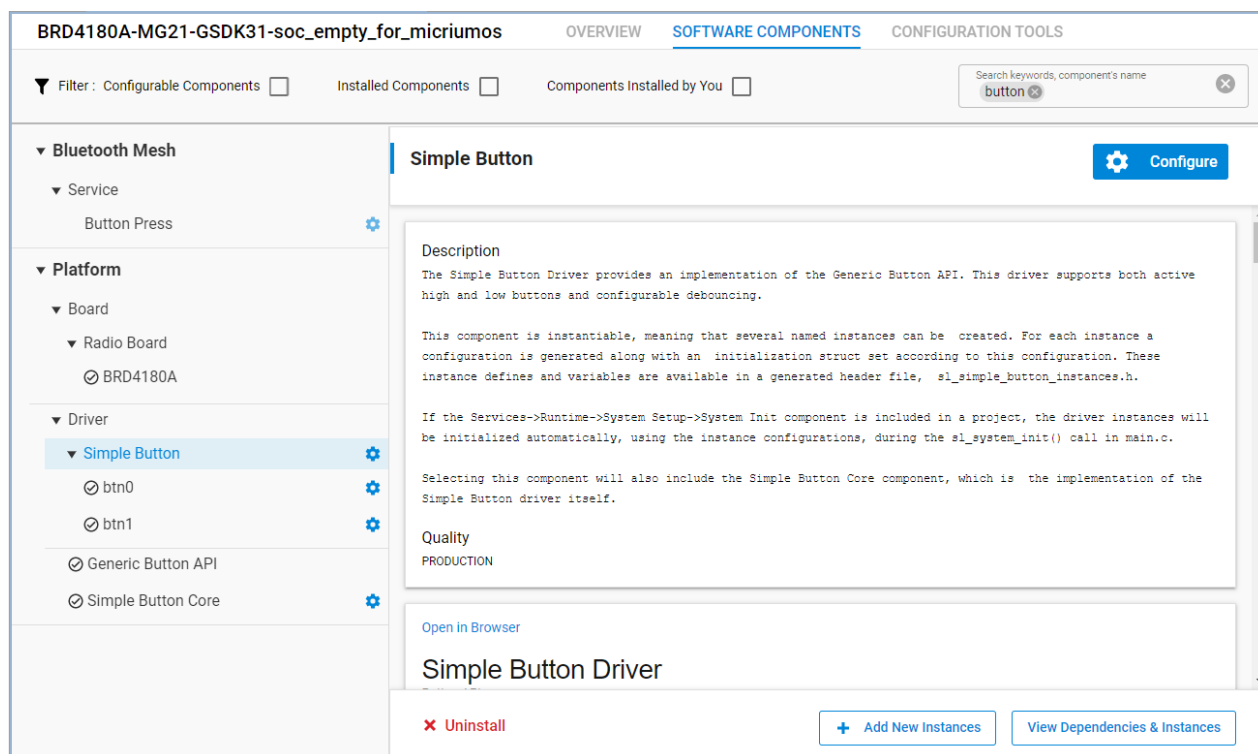 BRD4180A-MG21-GSDK31-soc_empty_for_micriumos
OVERVIEW
SOFTWARE COMPONENTS
CONFIGURATION TOOLS
Filter : Configurable Components
Installed Components
Components Installed by You
Search keywords, component's name
button
Bluetooth Mesh
Service
Button Press
Platform
Board
Radio Board
BRD4180A
Driver
Simple Button
btn0
btn1
Generic Button API
Simple Button Core
Simple Button
Configure
Description
The Simple Button Driver provides an implementation of the Generic Button API. This driver supports both active
high and low buttons and configurable debouncing.
This component is instantiable, meaning that several named instances can be created. For each instance a
configuration is generated along with an initialization struct set according to this configuration. These
instance defines and variables are available in a generated header file, sl_simple_button_instances.h.
If the Services->Runtime->System Setup->System Init component is included in a project, the driver instances will
be initialized automatically, using the instance configurations, during the sl_system_init() call in main.c.
Selecting this component will also include the Simple Button Core component, which is the implementation of the
Simple Button driver itself.
Quality
PRODUCTION
Open in Browser
Simple Button Driver
Uninstall
Add New Instances
View Dependencies & Instances